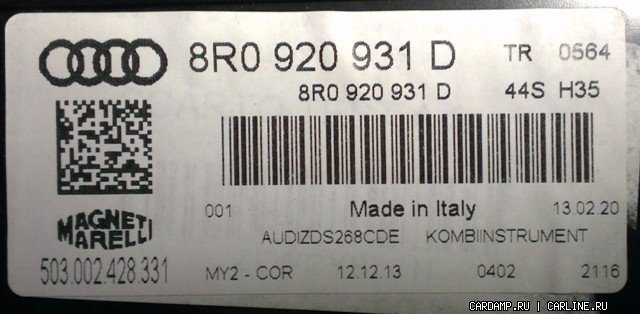 8R0 920 931 D TR 0564
8R0 920 931 D 44S H35
001 Made in Italy 13.02.20
MAGNETI MARELLI
AUDIZDS268CDE KOMBIINSTRUMENT
503.002.428.331
MY2 - COR 12.12.13 0402 2116
CARDAMP.RU | CARLINE.RU